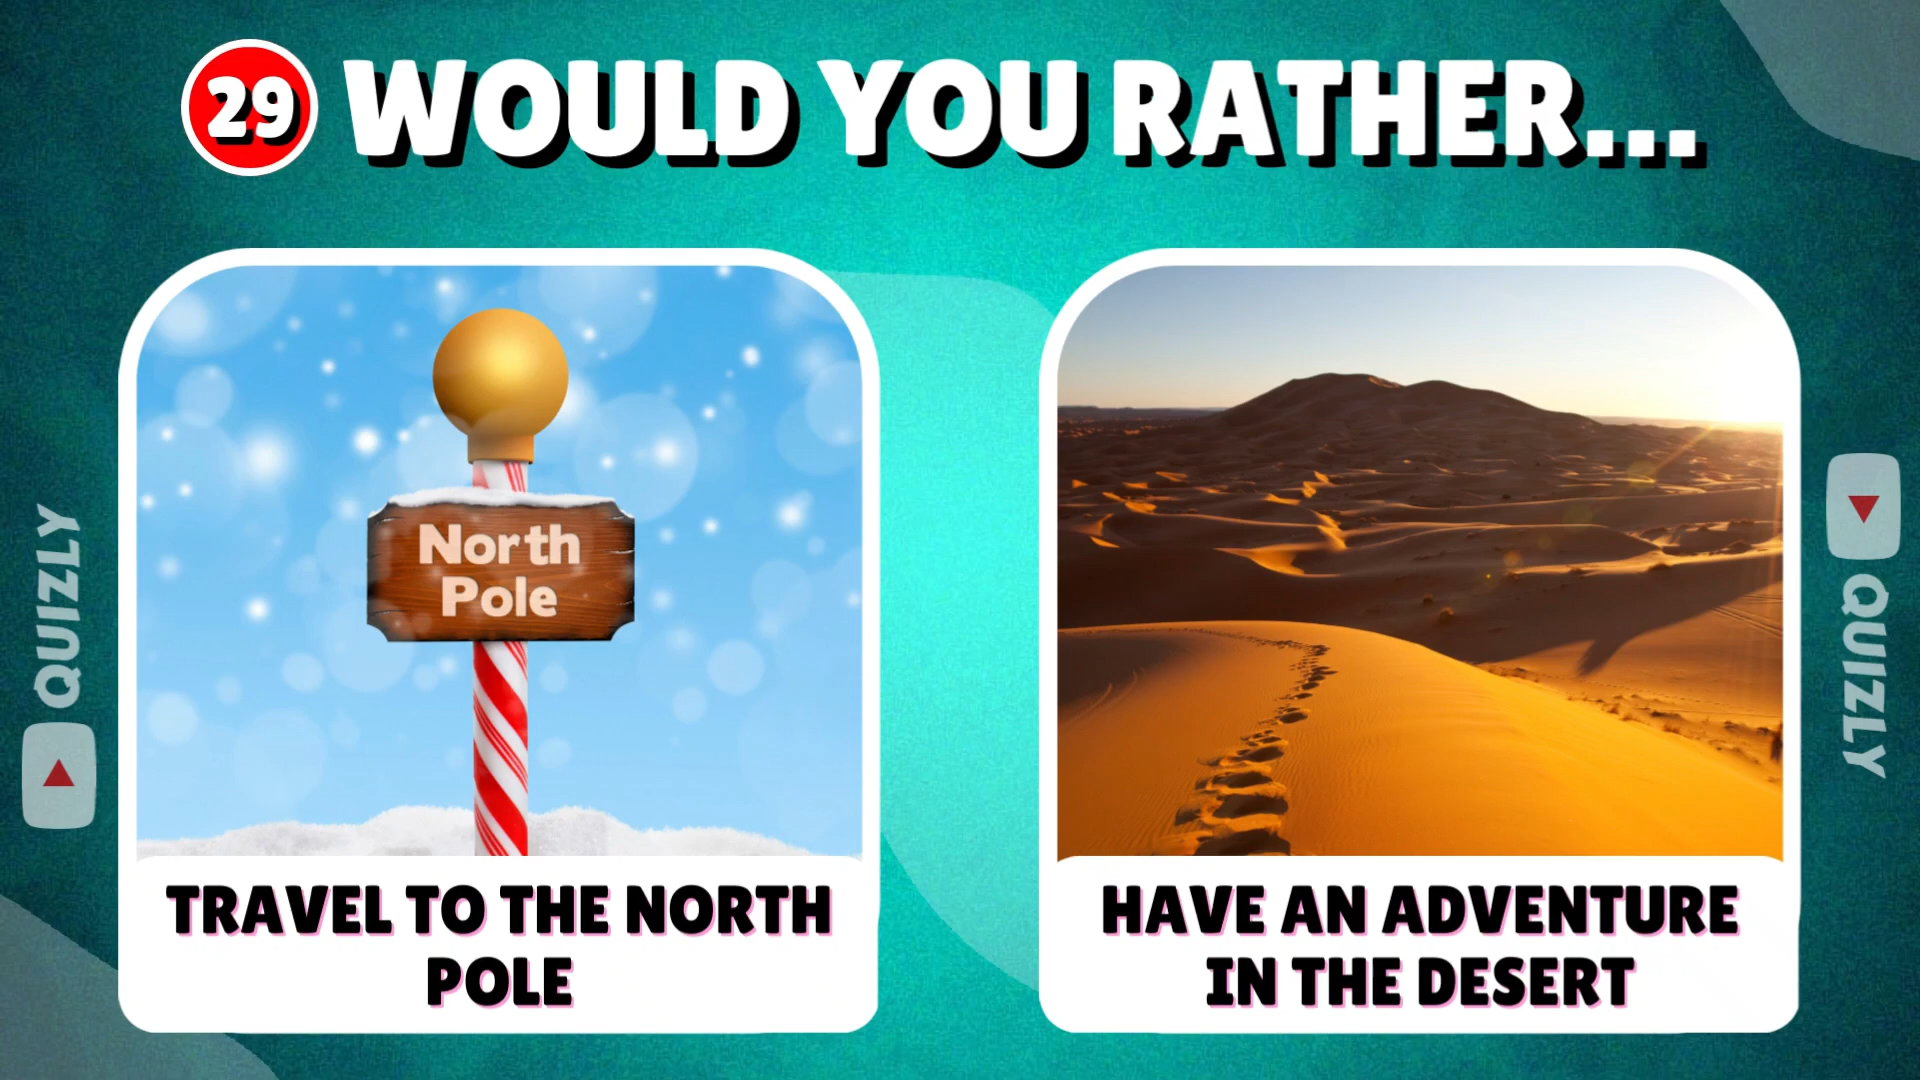 29 WOULD YOU RATHER...
North
Pole
TRAVEL TO THE NORTH
POLE
HAVE AN ADVENTURE
IN THE DESERT
QUIZLY
QUIZLY